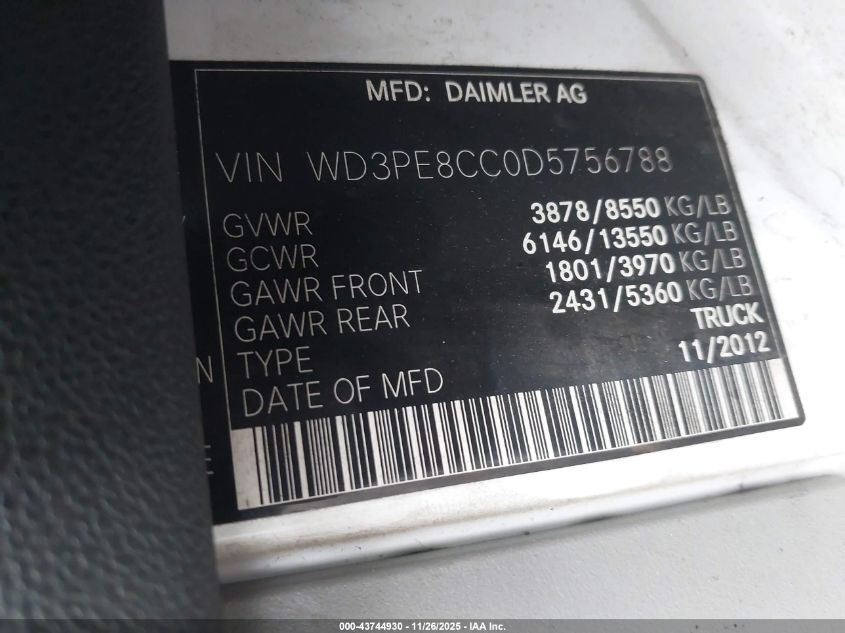 MFD: DAIMLER AG
VIN WD3PE8CC0D5756788
GVWR 3878/8550 KG/LB
GCWR 6146/13550 KG/LB
GAWR FRONT 1801/3970 KG/LB
GAWR REAR 2431/5360 KG/LB
TYPE TRUCK
DATE OF MFD 11/2012
N
E
000-43744930 - 11/26/2025 - IAA Inc.